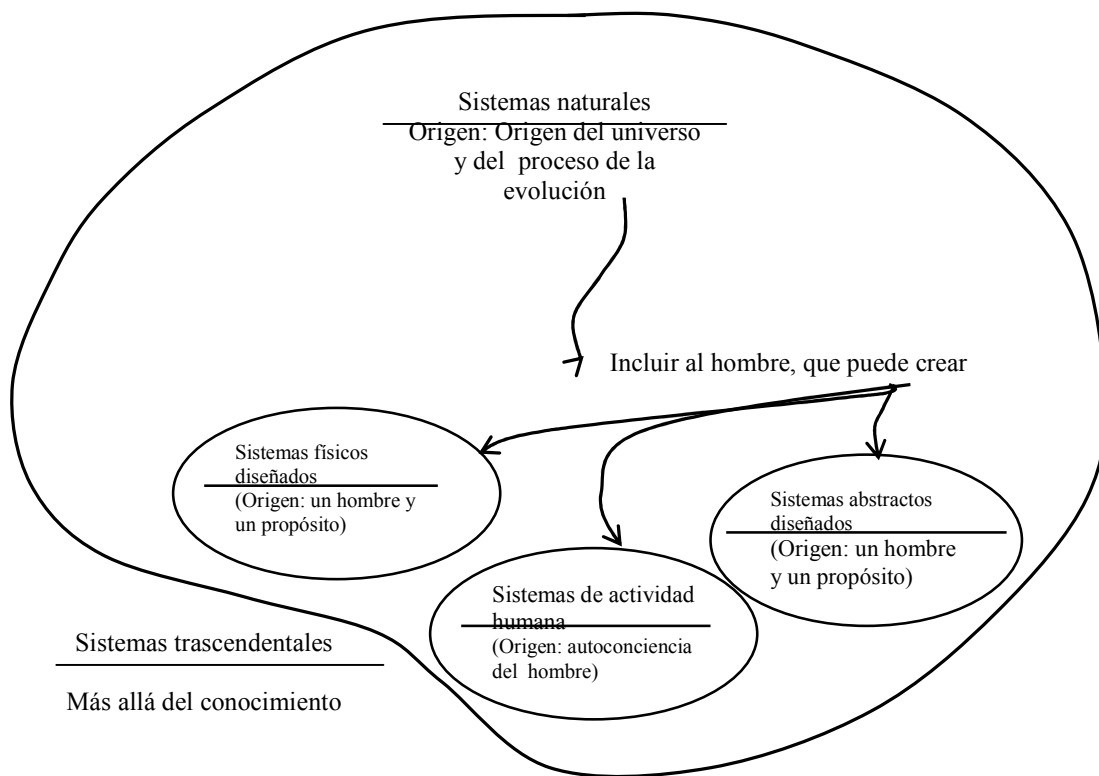 Sistemas naturales
Origen: Origen del universo
y del proceso de la
evolución
Incluir al hombre, que puede crear
Sistemas físicos
diseñados
(Origen: un hombre y
un propósito)
Sistemas abstractos
diseñados
(Origen: un hombre
y un propósito)
Sistemas de actividad
humana
(Origen: autoconciencia
del hombre)
Sistemas trascendentales
Más allá del conocimiento